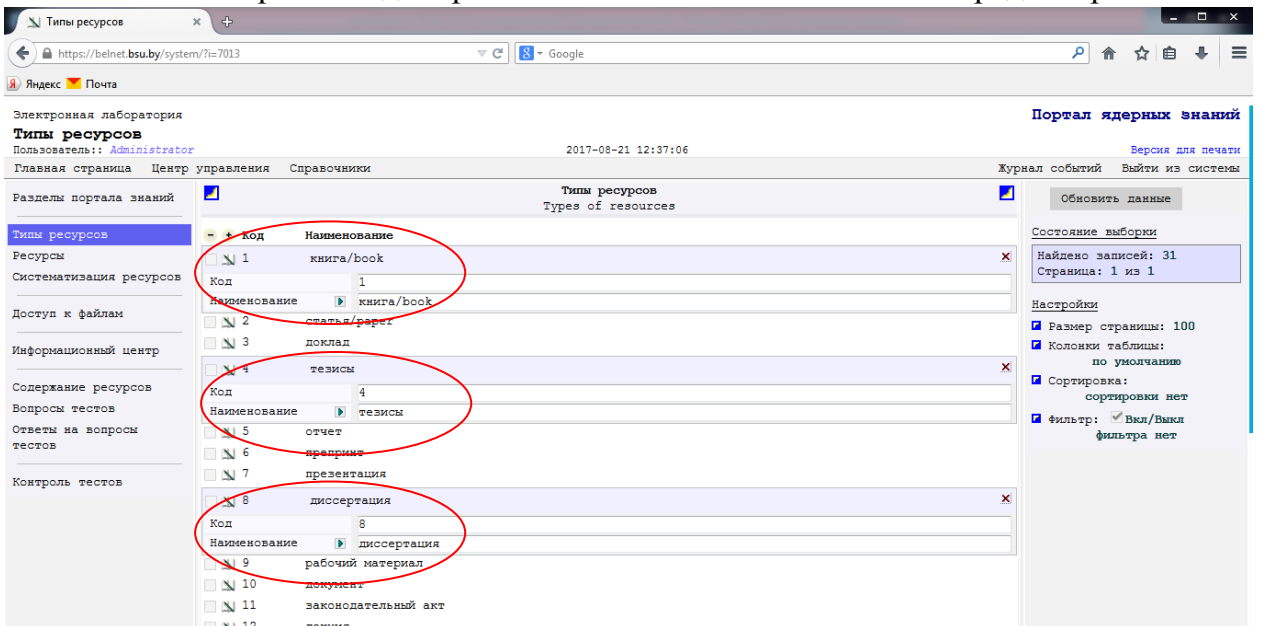 Типы ресурсов
https://belnet.bsu.by/system/?i=7013
Google
Яндекс Почта
Электронная лаборатория
Портал ядерных знаний
Типы ресурсов
Пользователь:: Administrator
2017-08-21 12:37:06
Версия для печати
Главная страница Центр управления Справочники
Журнал событий Выйти из системы
Разделы портала знаний
Типы ресурсов
Ресурсы
Систематизация ресурсов
Доступ к файлам
Информационный центр
Содержание ресурсов
Вопросы тестов
Ответы на вопросы
тестов
Контроль тестов
Типы ресурсов
Types of resources
- + Код Наименование
1 книга/book
Код 1
Наименование книга/book
2 статья/paper
3 доклад
4 тезисы
Код 4
Наименование тезисы
5 отчет
6 препринт
7 презентация
8 диссертация
Код 8
Наименование диссертация
9 рабочий материал
10 документ
11 законодательный акт
12 лекция
Обновить данные
Состояние выборки
Найдено записей: 31
Страница: 1 из 1
Настройки
Размер страницы: 100
Колонки таблицы:
по умолчанию
Сортировка:
сортировки нет
Фильтр: Вкл/Выкл
фильтра нет